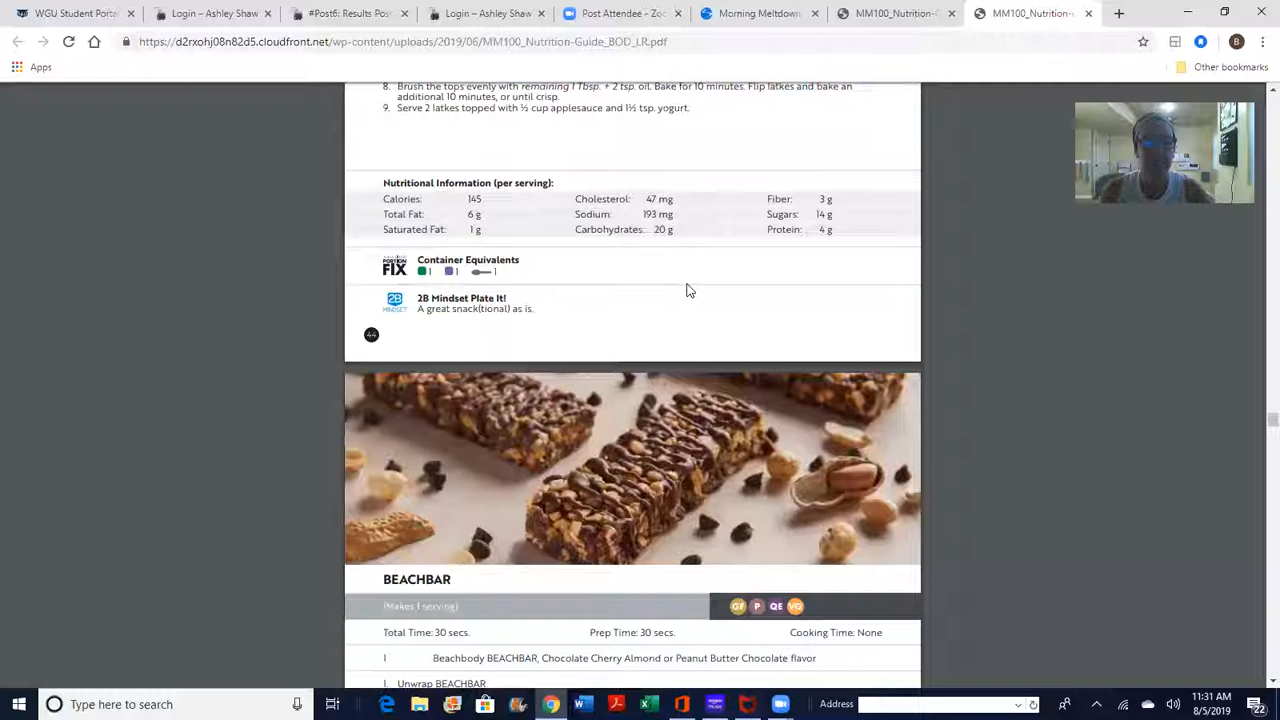 WGU Student Portal
Login – Ashley Shaw
#Post6: Results Pos
Login – Ashley Shaw
Post Attendee - Zoo
Morning Meltdown
MM100_Nutrition-G
MM100_Nutrition-
https://d2rxohj08n82d5.cloudfront.net/wp-content/uploads/2019/06/MM100_Nutrition-Guide_BOD_LR.pdf
B
Apps
Other bookmarks
8. Brush the tops evenly with remaining 1 Tbsp. + 2 tsp. oil. Bake for 10 minutes. Flip latkes and bake an
additional 10 minutes, or until crisp.
9. Serve 2 latkes topped with ½ cup applesauce and 1½ tsp. yogurt.
Nutritional Information (per serving):
Calories: 145 Cholesterol: 47 mg Fiber: 3 g
Total Fat: 6 g Sodium: 193 mg Sugars: 14 g
Saturated Fat: 1 g Carbohydrates: 20 g Protein: 4 g
PORTION
FIX
Container Equivalents
1 1 1
2B
MINDSET
2B Mindset Plate It!
A great snack(tional) as is.
44
BEACHBAR
(Makes 1 serving)
GF P QE VG
Total Time: 30 secs. Prep Time: 30 secs. Cooking Time: None
1 Beachbody BEACHBAR, Chocolate Cherry Almond or Peanut Butter Chocolate flavor
1. Unwrap BEACHBAR
Type here to search
Address
11:31 AM
8/5/2019
22